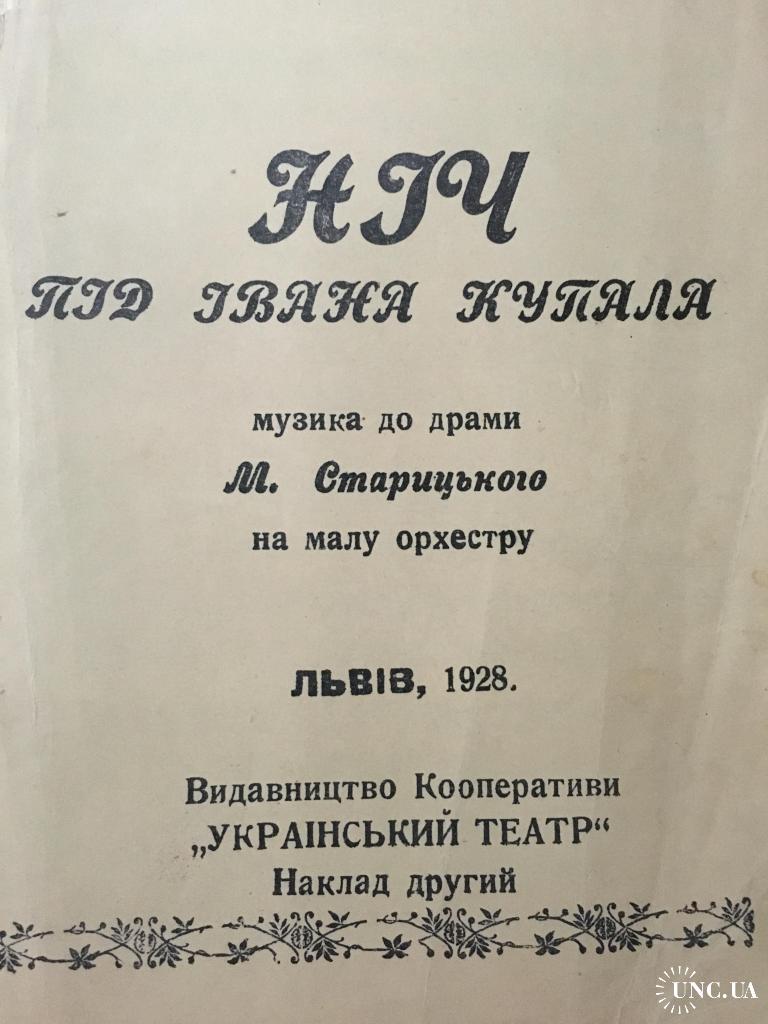 НІЧ
ПІД ІВАНА КУПАЛА
музика до драми
М. Старицького
на малу орхестру
ЛЬВІВ, 1928.
Видавництво Кооперативи
„УКРАІНСЬКИЙ ТЕАТР“
Наклад другий
UNC.UA